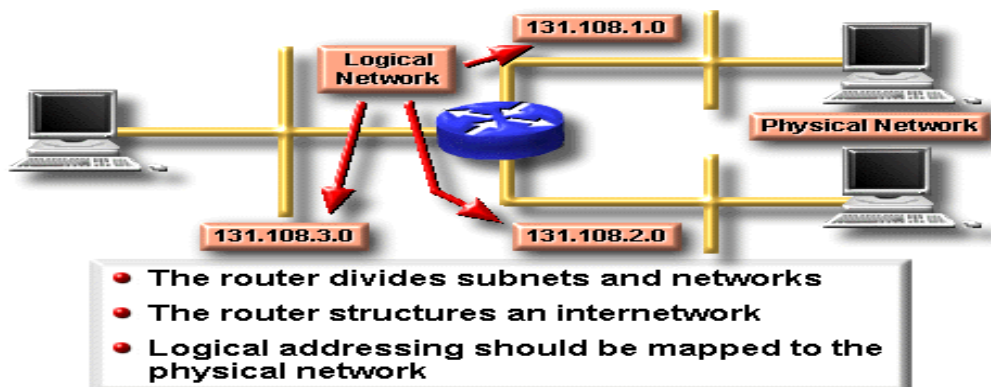 131.108.1.0
Logical
Network
Physical Network
131.108.3.0
131.108.2.0
The router divides subnets and networks
The router structures an internetwork
Logical addressing should be mapped to the
physical network